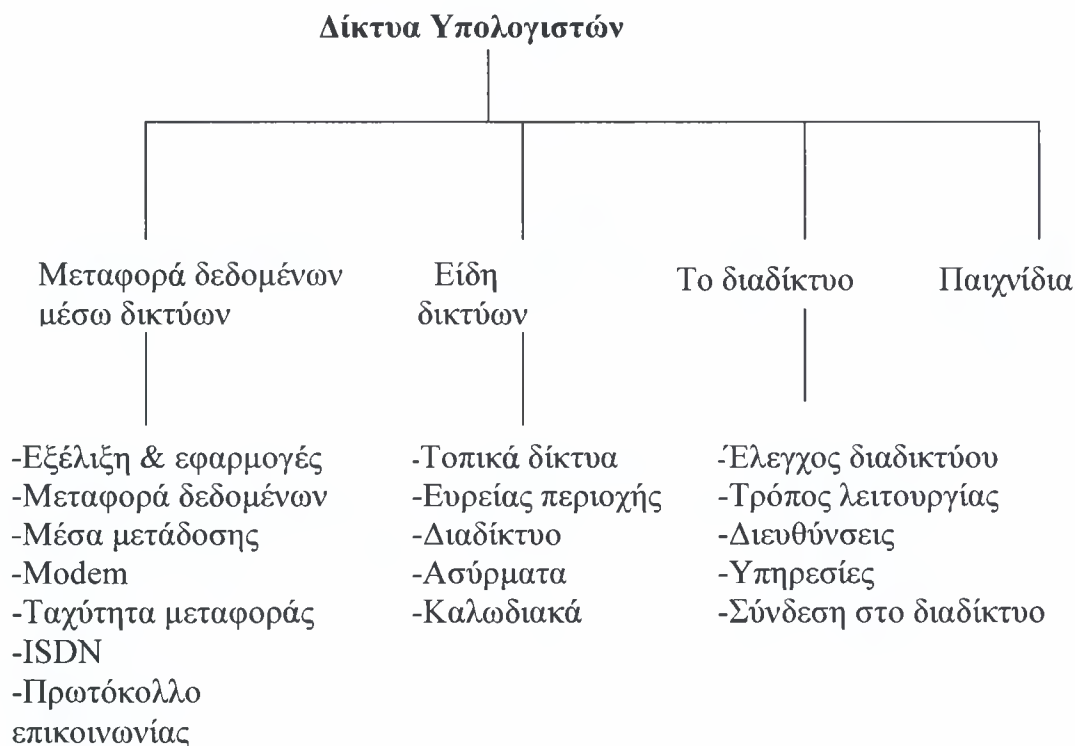 Δίκτυα Υπολογιστών
Μεταφορά δεδομένων
μέσω δικτύων
Είδη
δικτύων
Το διαδίκτυο
Παιχνίδια
-Εξέλιξη & εφαρμογές
-Μεταφορά δεδομένων
-Μέσα μετάδοσης
-Modem
-Ταχύτητα μεταφοράς
-ISDN
-Πρωτόκολλο
επικοινωνίας
-Τοπικά δίκτυα
-Ευρείας περιοχής
-Διαδίκτυο
-Ασύρματα
-Καλωδιακά
-Έλεγχος διαδικτύου
-Τρόπος λειτουργίας
-Διευθύνσεις
-Υπηρεσίες
-Σύνδεση στο διαδίκτυο